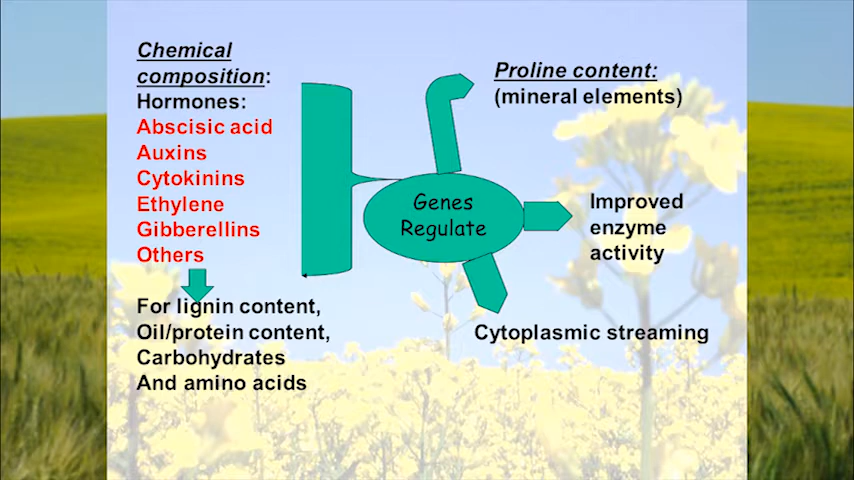 Chemical
composition:
Hormones:
Abscisic acid
Auxins
Cytokinins
Ethylene
Gibberellins
Others
For lignin content,
Oil/protein content,
Carbohydrates
And amino acids
Genes
Regulate
Proline content:
(mineral elements)
Improved
enzyme
activity
Cytoplasmic streaming